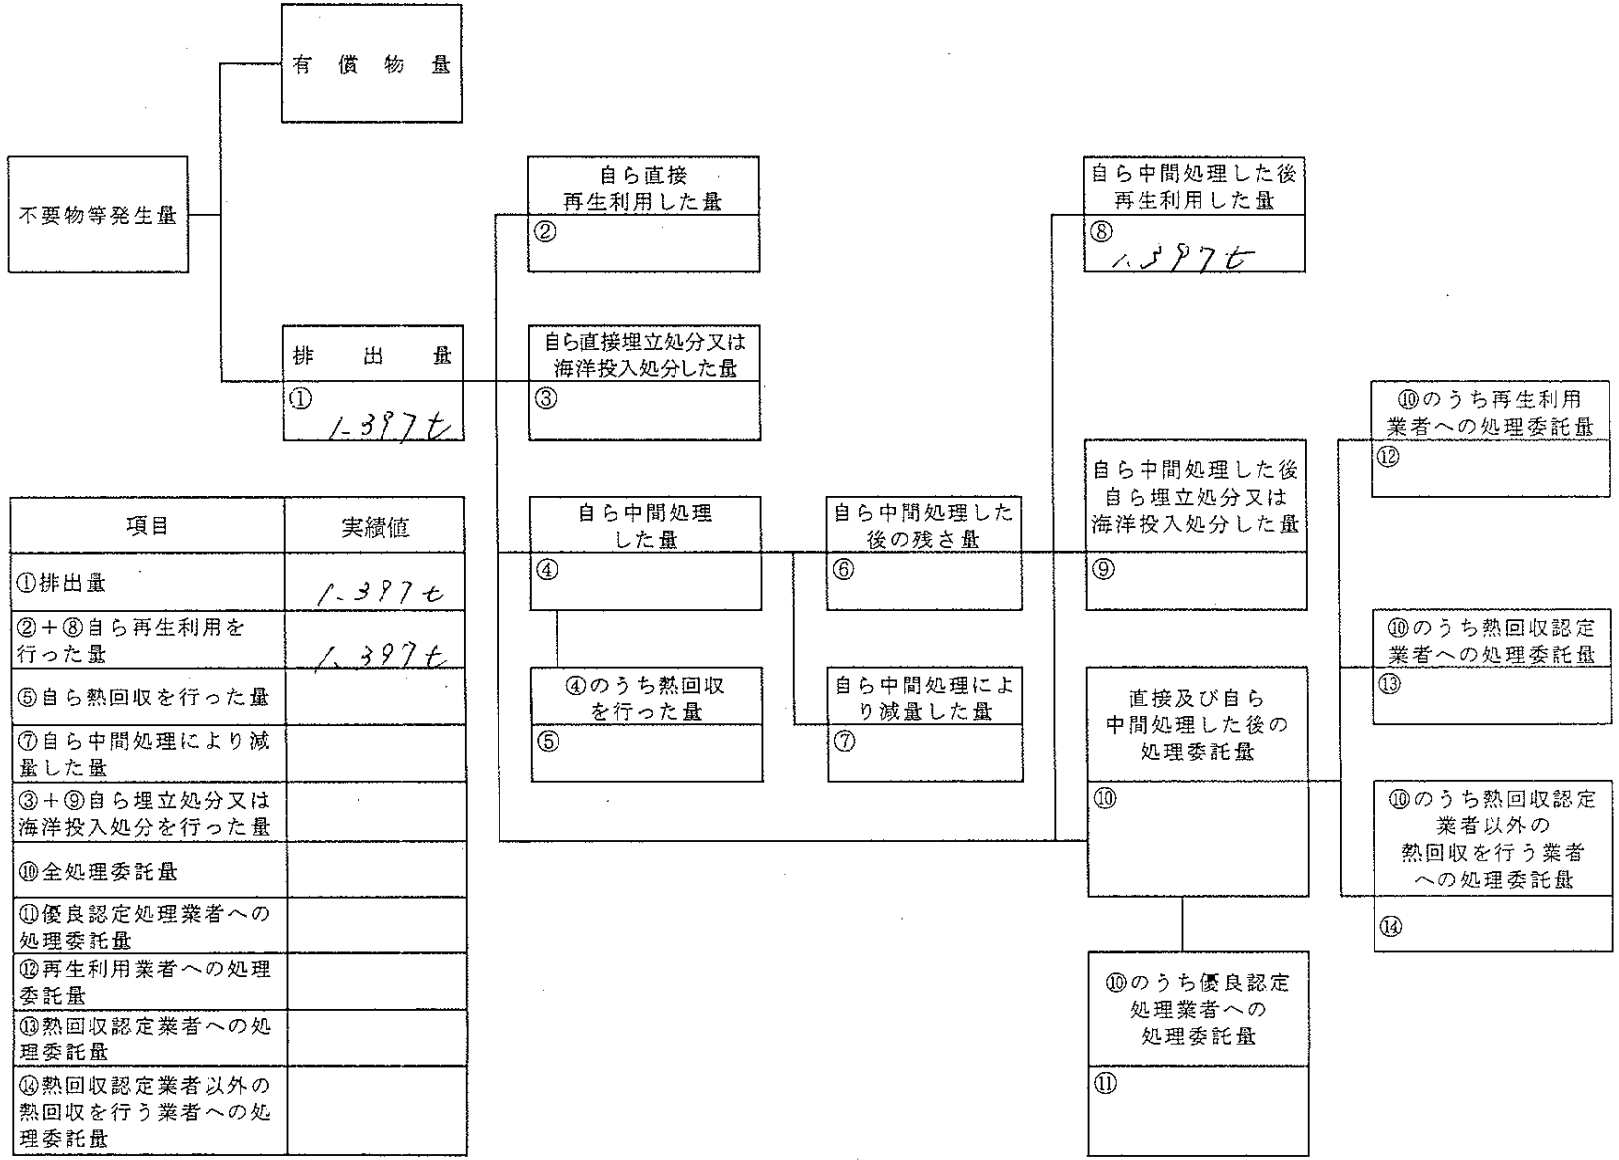 有償物量
不要物等発生量
自ら直接
再生利用した量
②
自ら中間処理した後
再生利用した量
⑧
1.397t
排出量
①
1.397t
自ら直接埋立処分又は
海洋投入処分した量
③
⑩のうち再生利用
業者への処理委託量
⑫
自ら中間処理
した量
④
自ら中間処理した
後の残さ量
⑥
自ら中間処理した後
自ら埋立処分又は
海洋投入処分した量
⑨
⑩のうち熱回収認定
業者への処理委託量
⑬
④のうち熱回収
を行った量
⑤
自ら中間処理によ
り減量した量
⑦
直接及び自ら
中間処理した後の
処理委託量
⑩
⑩のうち熱回収認定
業者以外の
熱回収を行う業者
への処理委託量
⑭
⑩のうち優良認定
処理業者への
処理委託量
⑪
項目 実績値
①排出量 1.397t
②+⑧自ら再生利用を
行った量 1.397t
⑤自ら熱回収を行った量
⑦自ら中間処理により減
量した量
③+⑨自ら埋立処分又は
海洋投入処分を行った量
⑩全処理委託量
⑪優良認定処理業者への
処理委託量
⑫再生利用業者への処理
委託量
⑬熱回収認定業者への処
理委託量
⑭熱回収認定業者以外の
熱回収を行う業者への処
理委託量